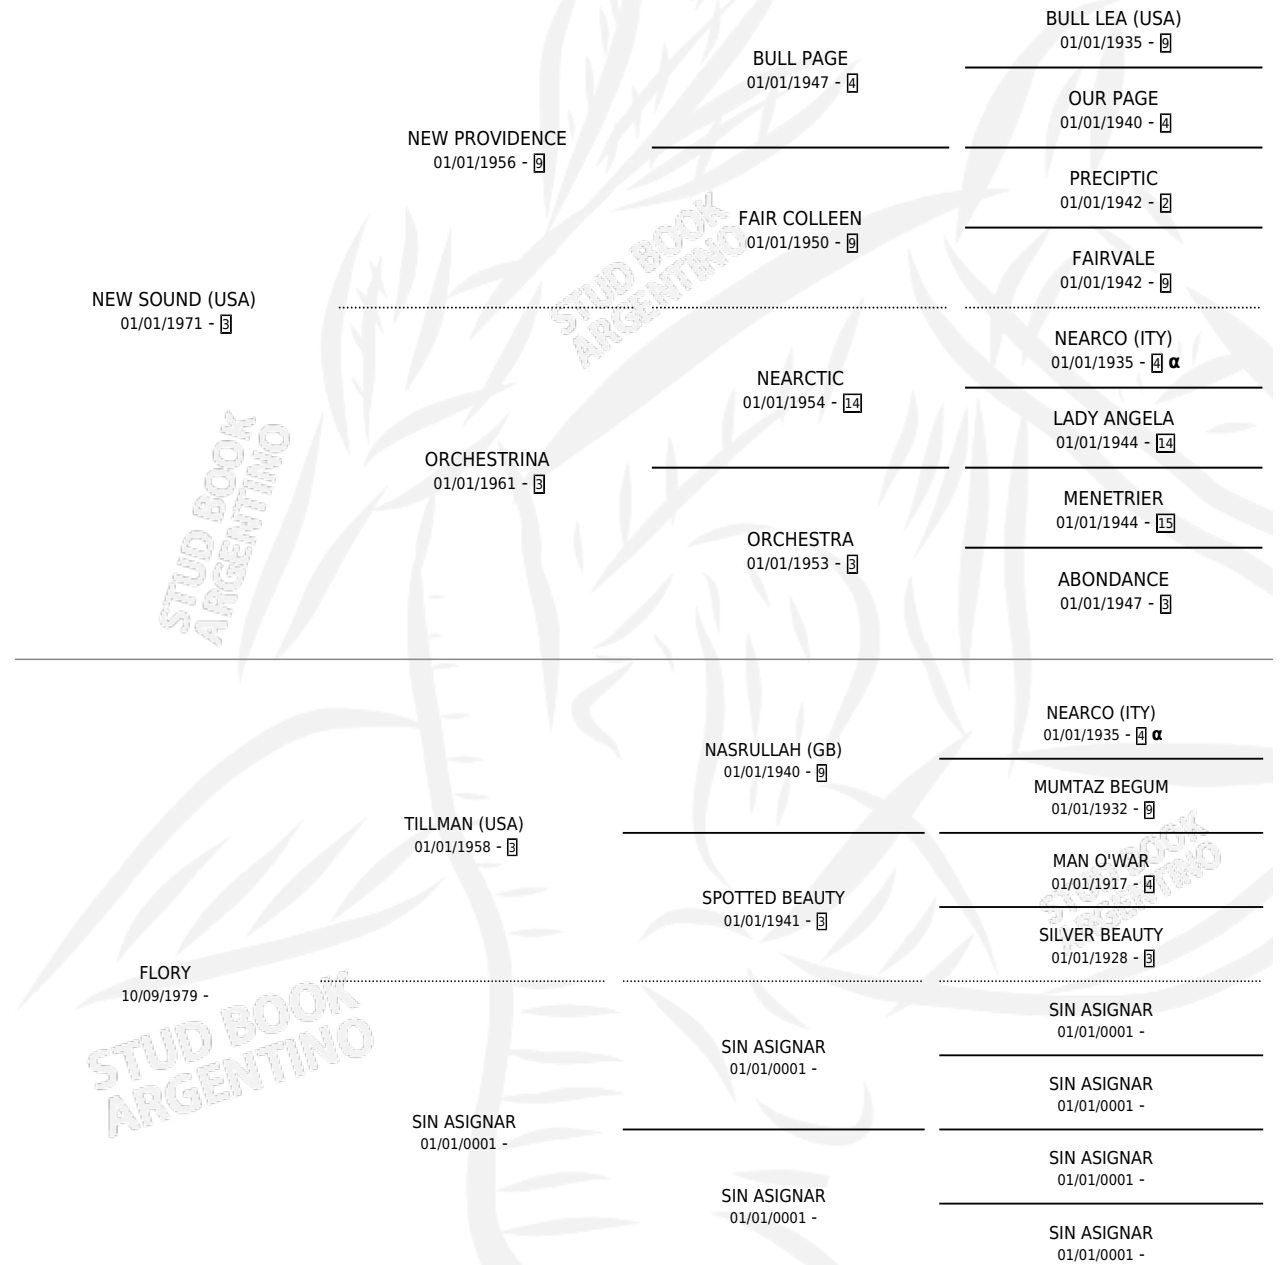 BULL LEA (USA)
01/01/1935 - 9
BULL PAGE
01/01/1947 - 4
OUR PAGE
01/01/1940 - 4
NEW PROVIDENCE
01/01/1956 - 9
PRECIPTIC
01/01/1942 - 2
FAIR COLLEEN
01/01/1950 - 9
FAIRVALE
01/01/1942 - 9
NEW SOUND (USA)
01/01/1971 - 3
NEARCO (ITY)
01/01/1935 - 4 α
NEARCTIC
01/01/1954 - 14
LADY ANGELA
01/01/1944 - 14
ORCHESTRINA
01/01/1961 - 3
MENETRIER
01/01/1944 - 15
ORCHESTRA
01/01/1953 - 3
ABONDANCE
01/01/1947 - 3
NEARCO (ITY)
01/01/1935 - 4 α
NASRULLAH (GB)
01/01/1940 - 9
MUMTAZ BEGUM
01/01/1932 - 9
TILLMAN (USA)
01/01/1958 - 3
MAN O'WAR
01/01/1917 - 4
SPOTTED BEAUTY
01/01/1941 - 3
SILVER BEAUTY
01/01/1928 - 3
FLORY
10/09/1979 -
SIN ASIGNAR
01/01/0001 -
SIN ASIGNAR
01/01/0001 -
SIN ASIGNAR
01/01/0001 -
SIN ASIGNAR
01/01/0001 -
SIN ASIGNAR
01/01/0001 -
SIN ASIGNAR
01/01/0001 -
SIN ASIGNAR
01/01/0001 -
STUD BOOK
ARGENTINO
STUD BOOK
ARGENTINO
STUD BOOK
ARGENTINO
STUD BOOK
ARGENTINO